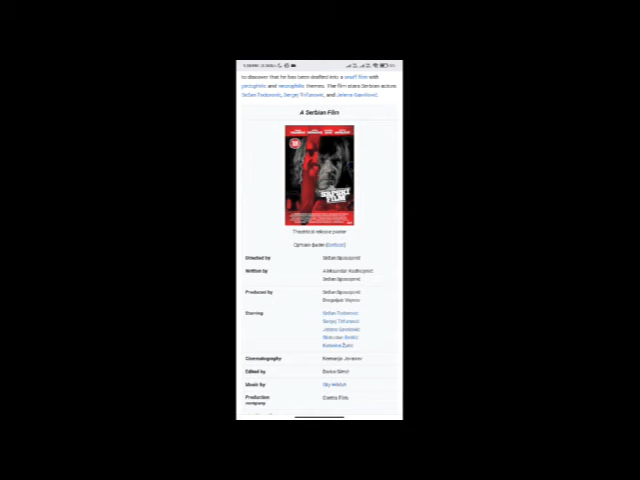 to discover that he has been drafted into a snuff film with
pedophilic and necrophilic themes. The film stars Serbian actors
Srđan Todorović, Sergej Trifunović, and Jelena Gavrilović.
A Serbian Film
18
SRPSKI
FILM
Theatrical release poster
Српски филм (Serbian)
Directed by Srđan Spasojević
Written by Aleksandar Radivojević
Srđan Spasojević
Produced by Srđan Spasojević
Dragoljub Vojnov
Starring Srđan Todorović
Sergej Trifunović
Jelena Gavrilović
Slobodan Beštić
Katarina Žutić
Cinematography Nemanja Jovanov
Edited by Darko Simić
Music by Sky Wikluh
Production Contra Film
company